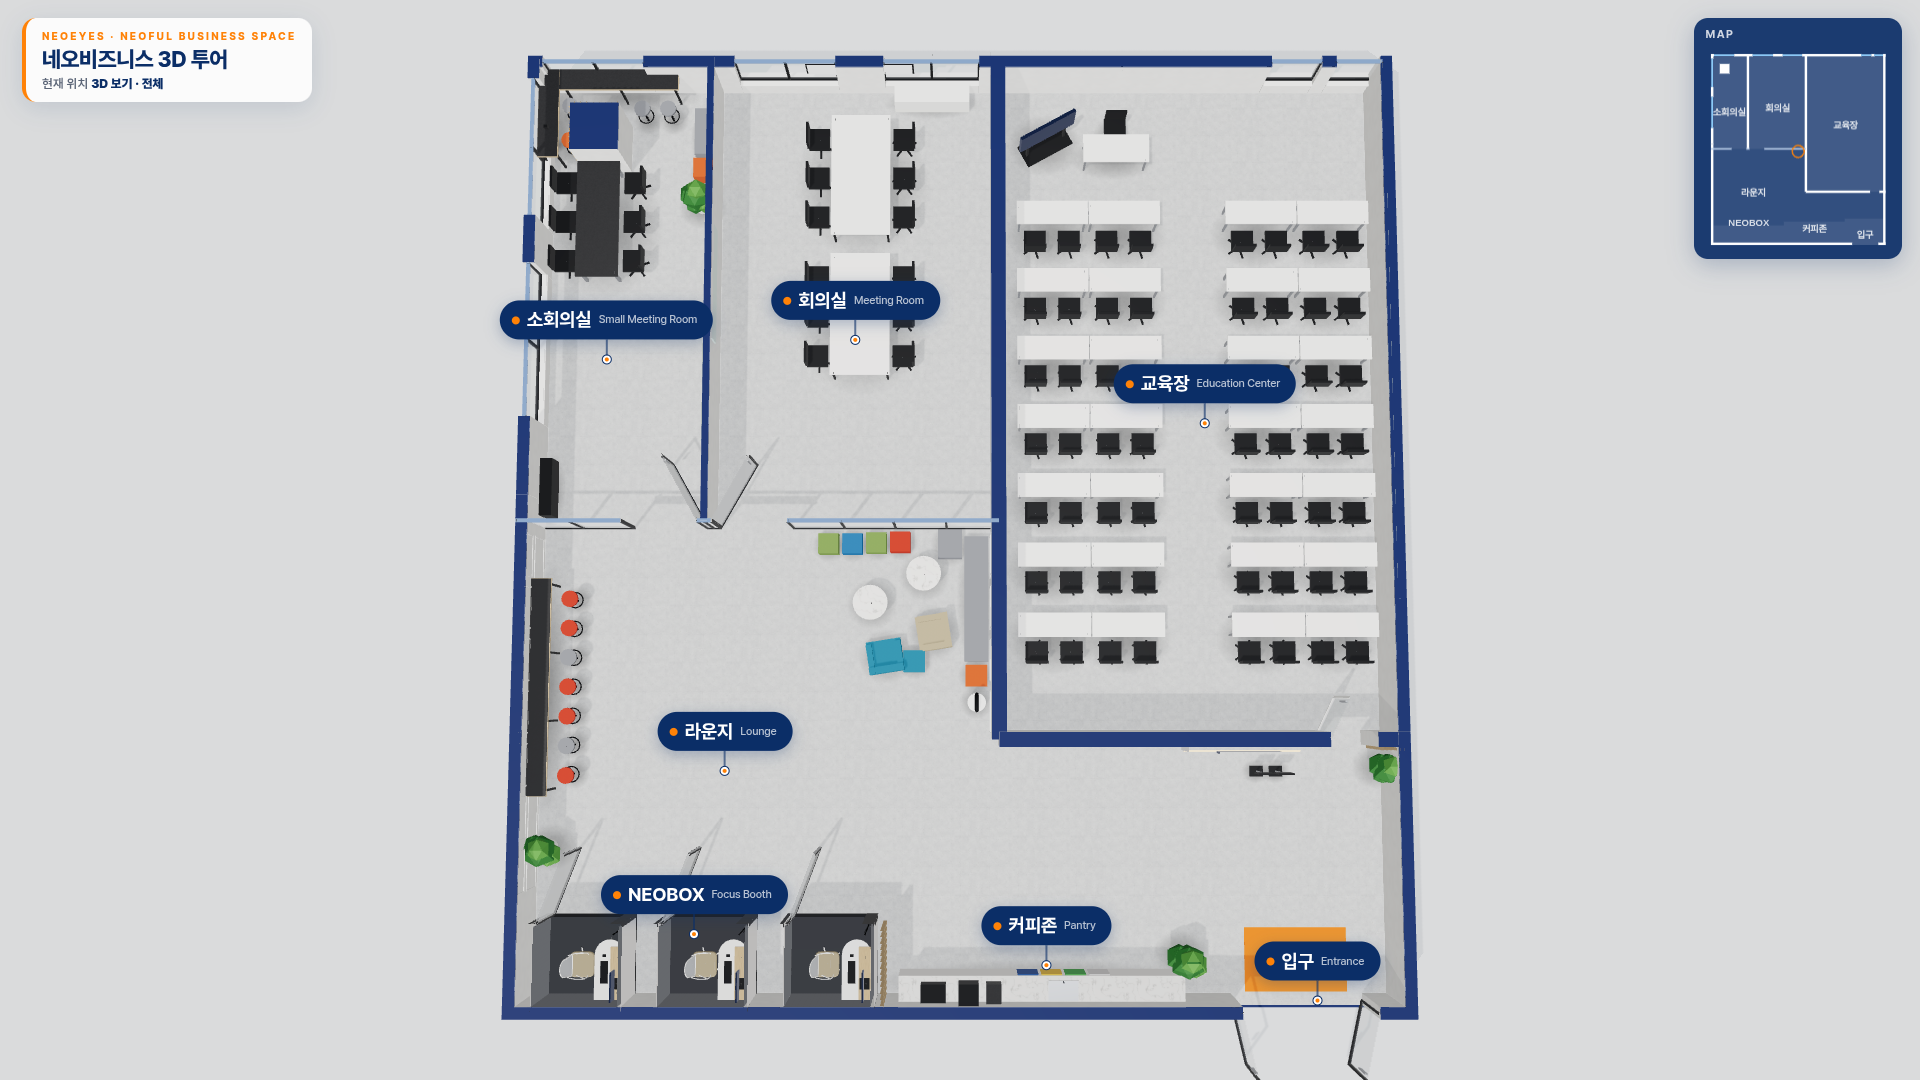 NEOEYES · NEOFUL BUSINESS SPACE
네오비즈니스 3D 투어
현재 위치 3D 보기 · 전체
MAP
소회의실
회의실
교육장
라운지
NEOBOX
커피존
입구
소회의실 Small Meeting Room
회의실 Meeting Room
교육장 Education Center
라운지 Lounge
NEOBOX Focus Booth
커피존 Pantry
입구 Entrance